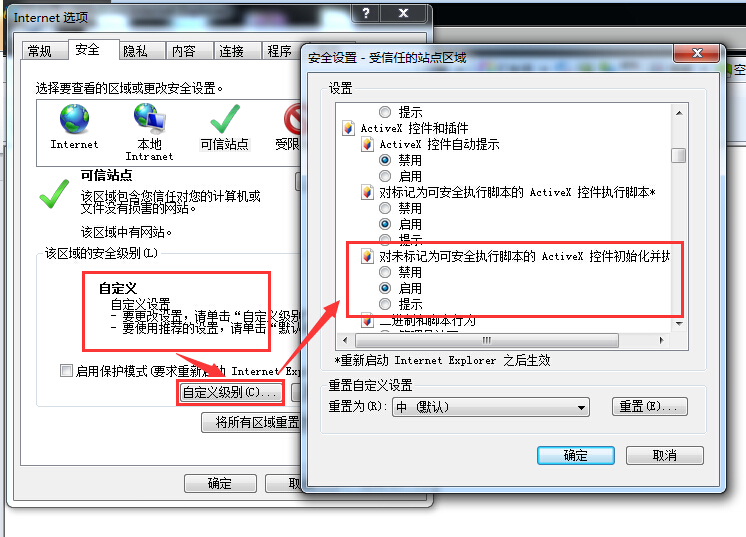 Internet 选项
常规
安全
隐私
内容
连接
程序
选择要查看的区域或更改安全设置。
Internet
本地
Intranet
可信站点
受限
可信站点
该区域包含您信任对您的计算机或
文件没有损害的网站。
该区域中有网站。
该区域的安全级别(L)
自定义
自定义设置
- 要更改设置,请单击“自定义级别
- 要使用推荐的设置,请单击“默认
启用保护模式(要求重新启动 Internet Exp
自定义级别(C)...
将所有区域重置
确定
取
安全设置 - 受信任的站点区域
设置
提示
ActiveX 控件和插件
ActiveX 控件自动提示
禁用
启用
对标记为可安全执行脚本的 ActiveX 控件执行脚本*
禁用
启用
提示
对未标记为可安全执行脚本的 ActiveX 控件初始化并执
禁用
启用
提示
二进制和脚本行为
*重新启动 Internet Explorer 之后生效
重置自定义设置
重置为(R):
中 (默认)
重置(E)...
确定
取消
空